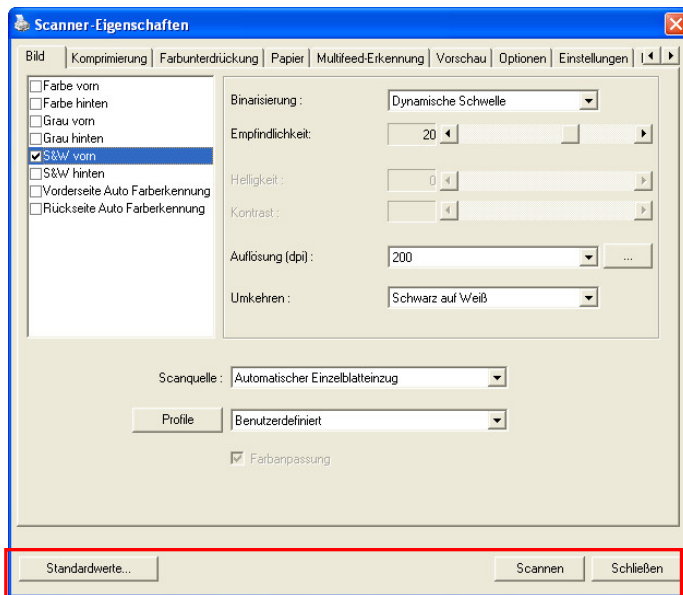 Scanner-Eigenschaften
Bild Komprimierung Farbunterdrückung Papier Multifeed-Erkennung Vorschau Optionen Einstellungen
Farbe vorn
Farbe hinten
Grau vorn
Grau hinten
S&W vorn
S&W hinten
Vorderseite Auto Farberkennung
Rückseite Auto Farberkennung
Binarisierung : Dynamische Schwelle
Empfindlichkeit: 20
Helligkeit : 0
Kontrast :
Auflösung (dpi) : 200 ...
Umkehren : Schwarz auf Weiß
Scanquelle : Automatischer Einzelblatteinzug
Profile Benutzerdefiniert
Farbanpassung
Standardwerte... Scannen Schließen